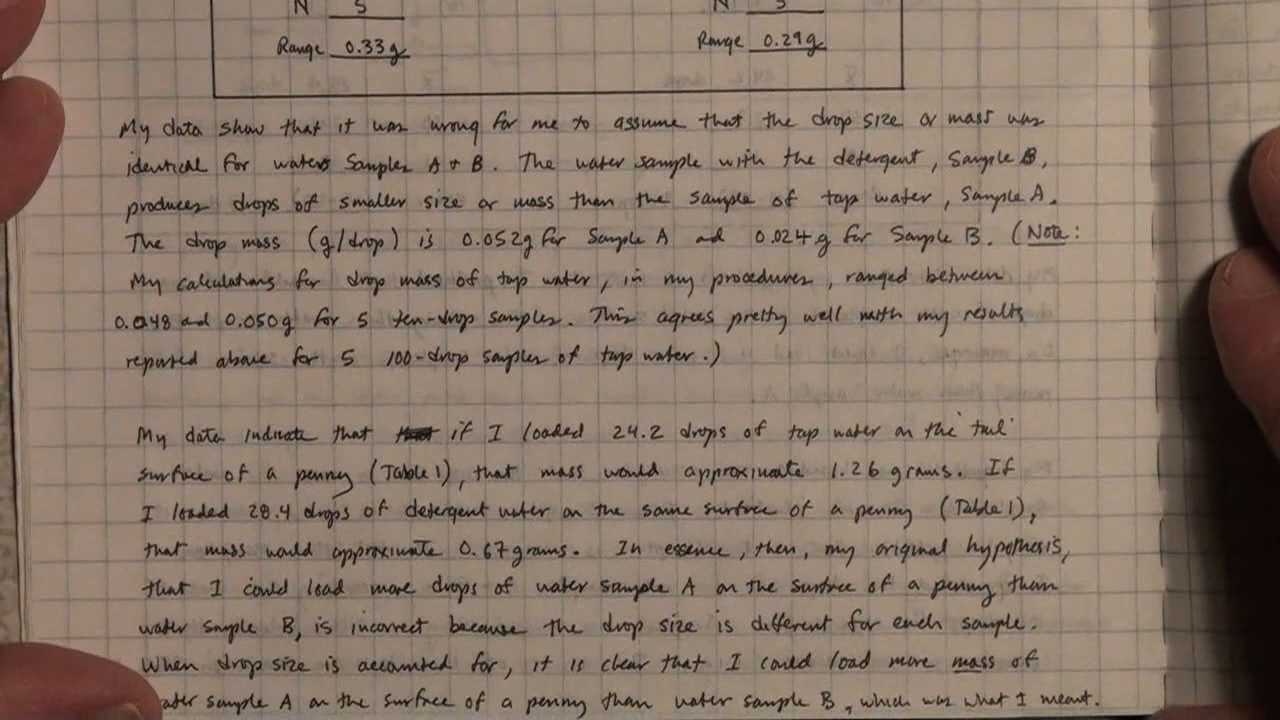 N 5 N 5
Range 0.33g Range 0.29g
My data show that it was wrong for me to assume that the drop size or mass was
identical for water Samples A & B. The water sample with the detergent, Sample B,
produces drops of smaller size or mass than the sample of tap water, Sample A.
The drop mass (g/drop) is 0.052g for Sample A and 0.024g for Sample B. (Note:
My calculations for drop mass of tap water, in my procedures, ranged between
0.048 and 0.050g for 5 ten-drop samples. This agrees pretty well with my results
reported above for 5 100-drop samples of tap water.)
My data indicate that if I loaded 24.2 drops of tap water on the "tail"
surface of a penny (Table 1), that mass would approximate 1.26 grams. If
I loaded 28.4 drops of detergent water on the same surface of a penny (Table 1),
that mass would approximate 0.67 grams. In essence, then, my original hypothesis,
that I could load more drops of water sample A on the surface of a penny than
water sample B, is incorrect because the drop size is different for each sample.
When drop size is accounted for, it is clear that I could load more mass of
water sample A on the surface of a penny than water sample B, which was what I meant.